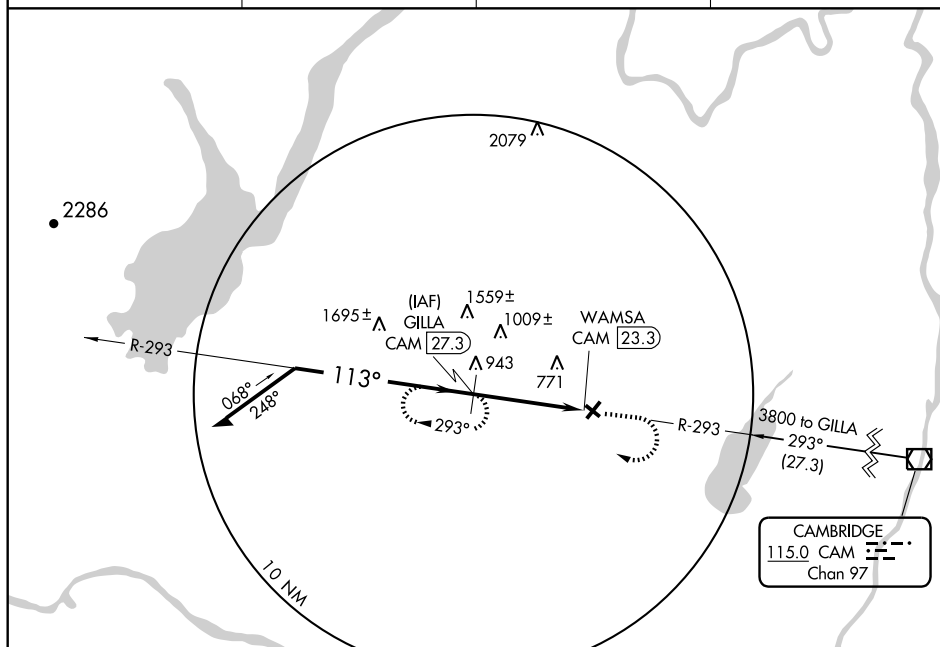 2079
2286
1695±
(IAF)
GILLA
CAM 27.3
1559±
1009±
WAMSA
CAM 23.3
943
771
R-293
113°
068°
248°
293°
R-293
3800 to GILLA
293°
(27.3)
CAMBRIDGE
115.0 CAM
Chan 97
10 NM